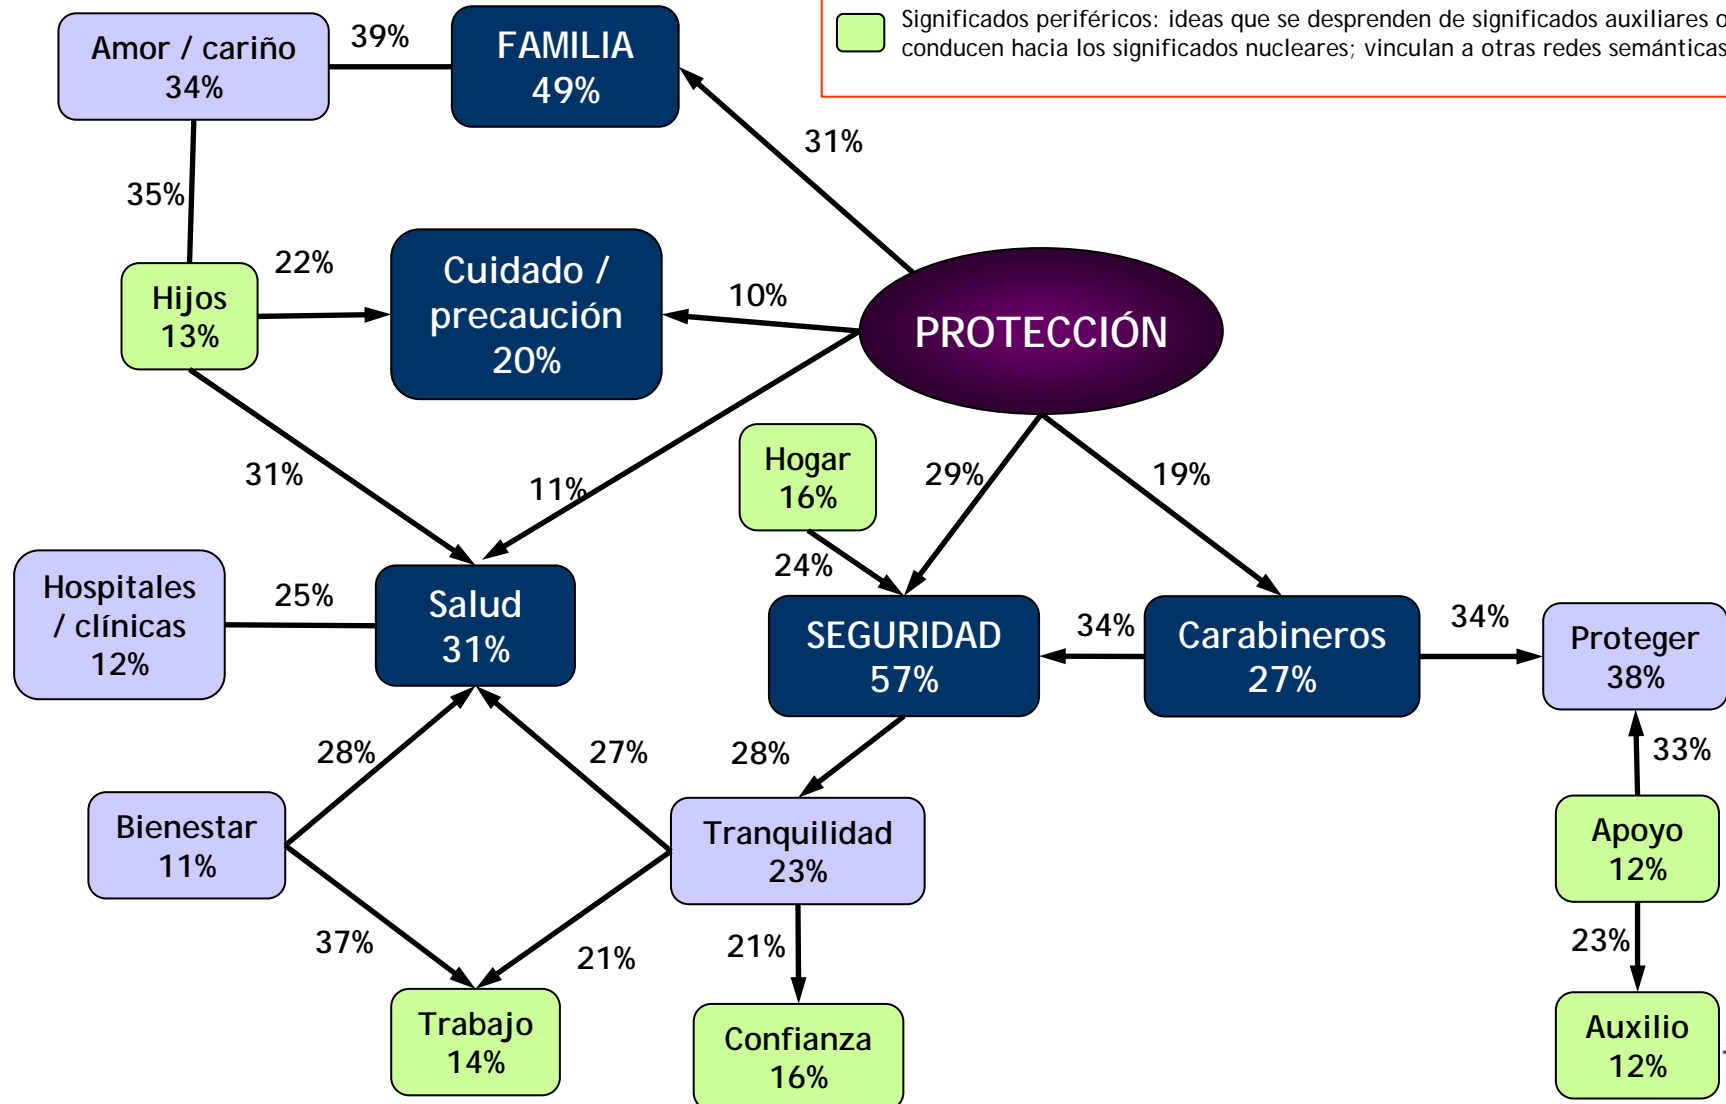 Significados periféricos: ideas que se desprenden de significados auxiliares o
conducen hacia los significados nucleares; vinculan a otras redes semánticas
Amor / cariño
34%
39%
FAMILIA
49%
31%
35%
Hijos
13%
22%
Cuidado /
precaución
20%
10%
PROTECCIÓN
31%
11%
Hogar
16%
29%
19%
24%
Hospitales
/ clínicas
12%
25%
Salud
31%
SEGURIDAD
57%
34%
Carabineros
27%
34%
Proteger
38%
28%
27%
28%
33%
Bienestar
11%
Tranquilidad
23%
Apoyo
12%
37%
21%
21%
23%
Trabajo
14%
Confianza
16%
Auxilio
12%